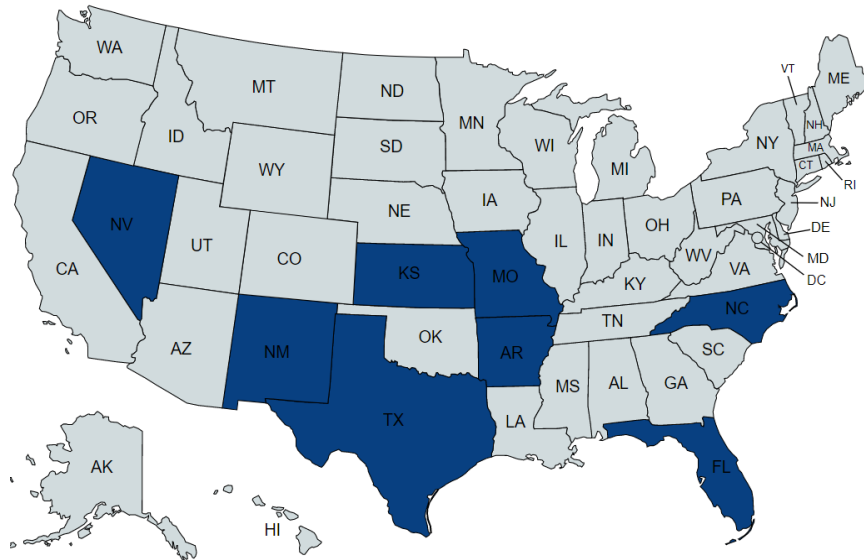 WA
MT
ND
MN
VT
ME
OR
ID
SD
WI
NY
NH
MA
WY
MI
CT
RI
NE
IA
PA
NJ
NV
UT
CO
IL
IN
OH
DE
CA
KS
MO
WV
VA
MD
KY
DC
NC
AZ
NM
OK
AR
TN
SC
TX
MS
AL
GA
LA
AK
FL
HI